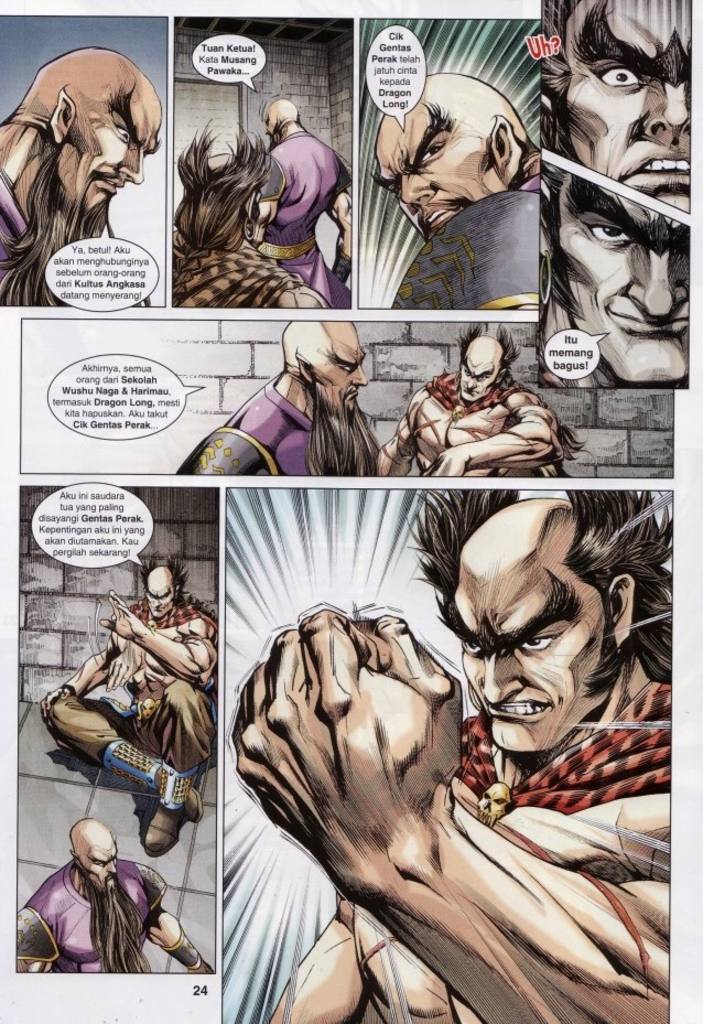 Ya, betul! Aku
akan menghubunginya
sebelum orang-orang
dari Kultus Angkasa
datang menyerang!
Tuan Ketua!
Kata Musang
Pawaka...
Cik
Gentas
Perak telah
jatuh cinta
kepada
Dragon
Long!
Uh?
Itu
memang
bagus!
Akhirnya, semua
orang dari Sekolah
Wushu Naga & Harimau,
termasuk Dragon Long, mesti
kita hapuskan. Aku takut
Cik Gentas Perak...
Aku ini saudara
tua yang paling
disayangi Gentas Perak.
Kepentingan aku ini yang
akan diutamakan. Kau
pergilah sekarang!
24